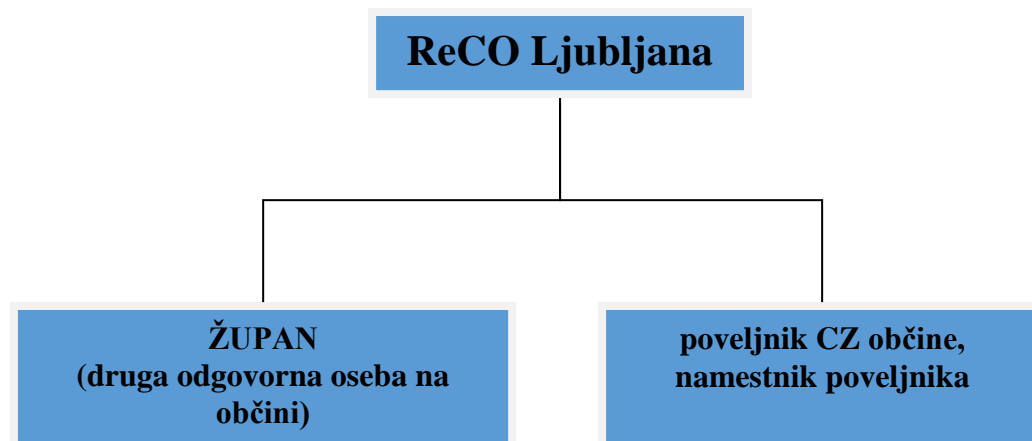 ReCO Ljubljana
ŽUPAN
(druga odgovorna oseba na
občini)
poveljnik CZ občine,
namestnik poveljnika